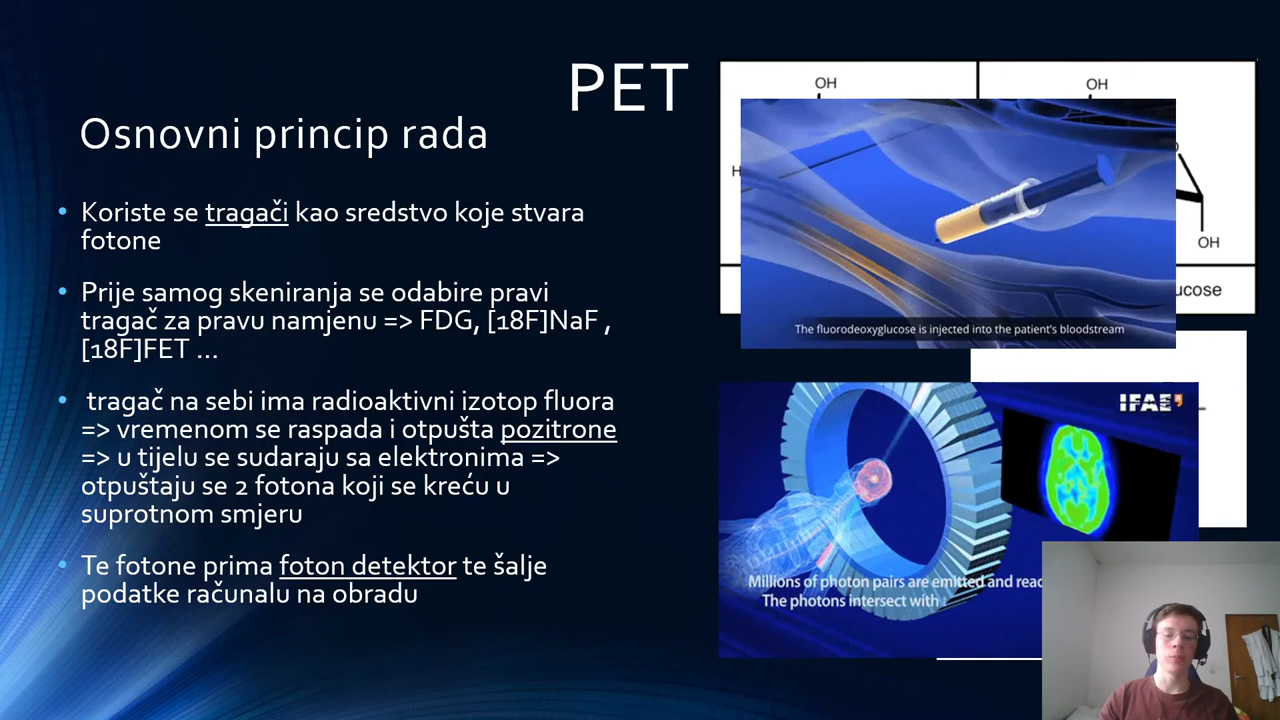 PET
Osnovni princip rada
• Koriste se tragači kao sredstvo koje stvara
fotone
• Prije samog skeniranja se odabire pravi
tragač za pravu namjenu => FDG, [18F]NaF ,
[18F]FET ...
• tragač na sebi ima radioaktivni izotop fluora
=> vremenom se raspada i otpušta pozitrone
=> u tijelu se sudaraju sa elektronima =>
otpuštaju se 2 fotona koji se kreću u
suprotnom smjeru
• Te fotone prima foton detektor te šalje
podatke računalu na obradu
OH
OH
H
OH
ucose
The fluorodeoxyglucose is injected into the patient's bloodstream
IFAE
Millions of photon pairs are emitted and reac
The photons intersect with